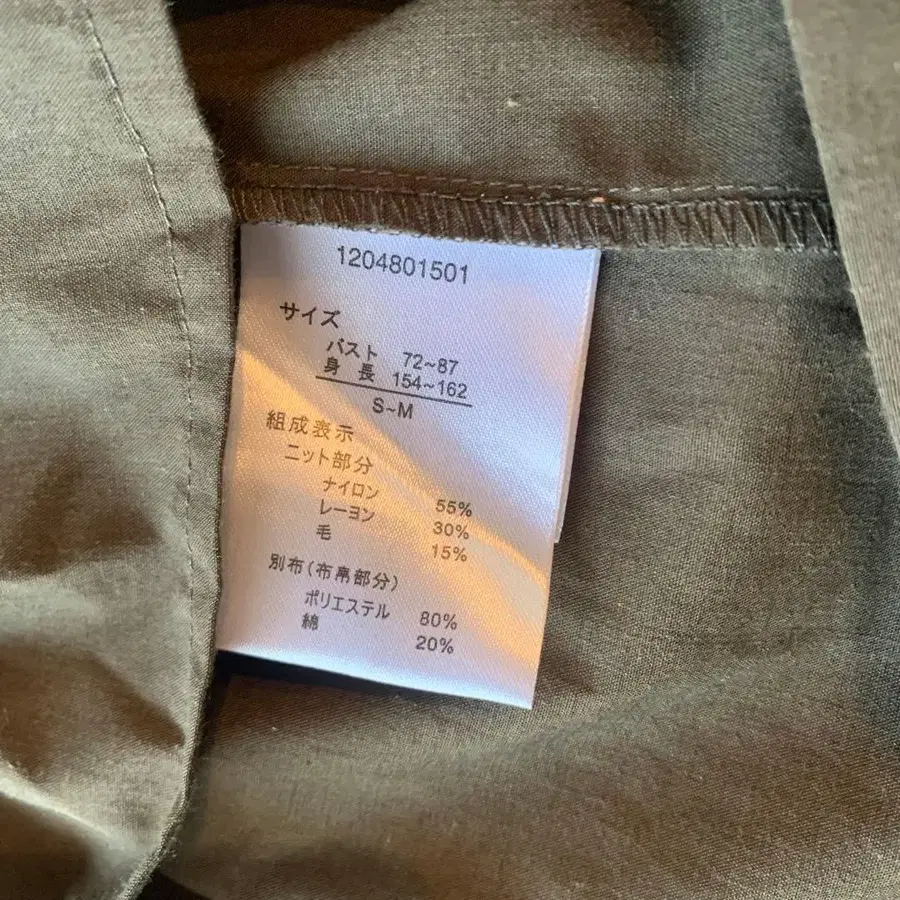 1204801501
サイズ
バスト 72~87
身長 154~162
S~M
組成表示
ニット部分
ナイロン 55%
レーヨン 30%
毛 15%
別布(布帛部分)
ポリエステル 80%
綿 20%